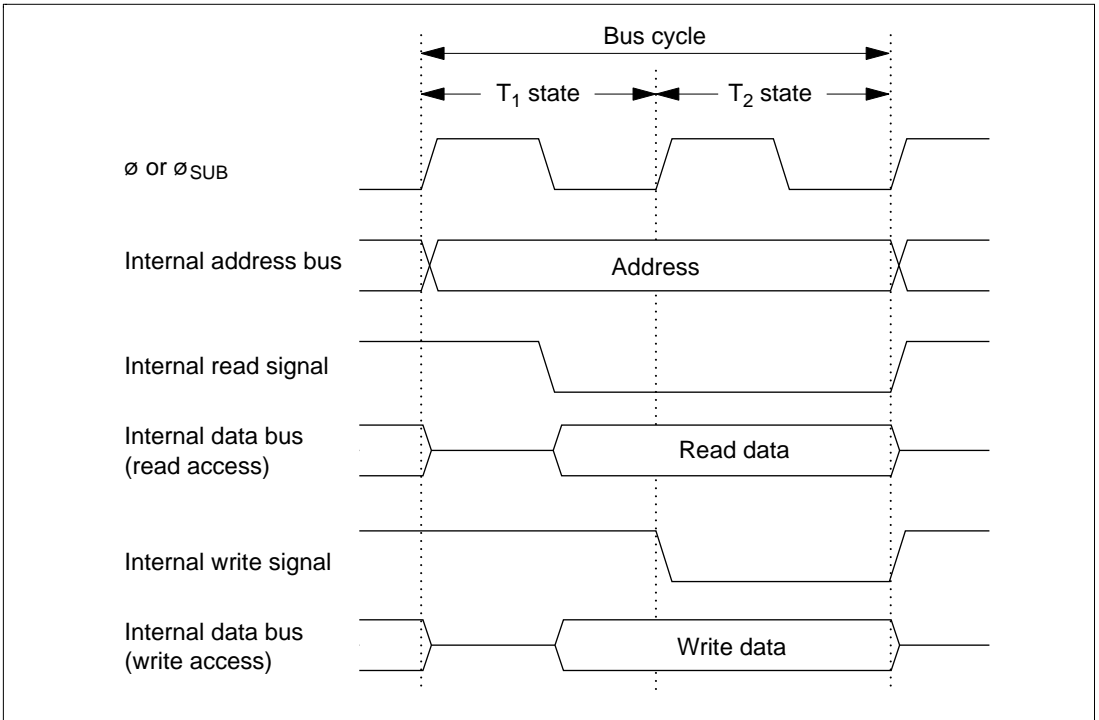 Bus cycle
T₁ state
T₂ state
ø or ø_SUB
Internal address bus
Address
Internal read signal
Internal data bus
(read access)
Read data
Internal write signal
Internal data bus
(write access)
Write data